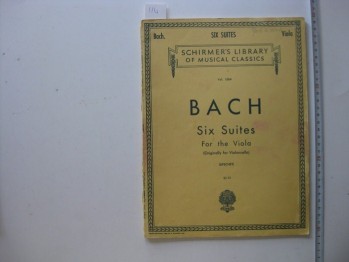 Bach. SIX SUITES Viola
SCHIRMER'S LIBRARY
OF MUSICAL CLASSICS
BACH
Six Suites
For the Viola
(Originally for Violoncello)